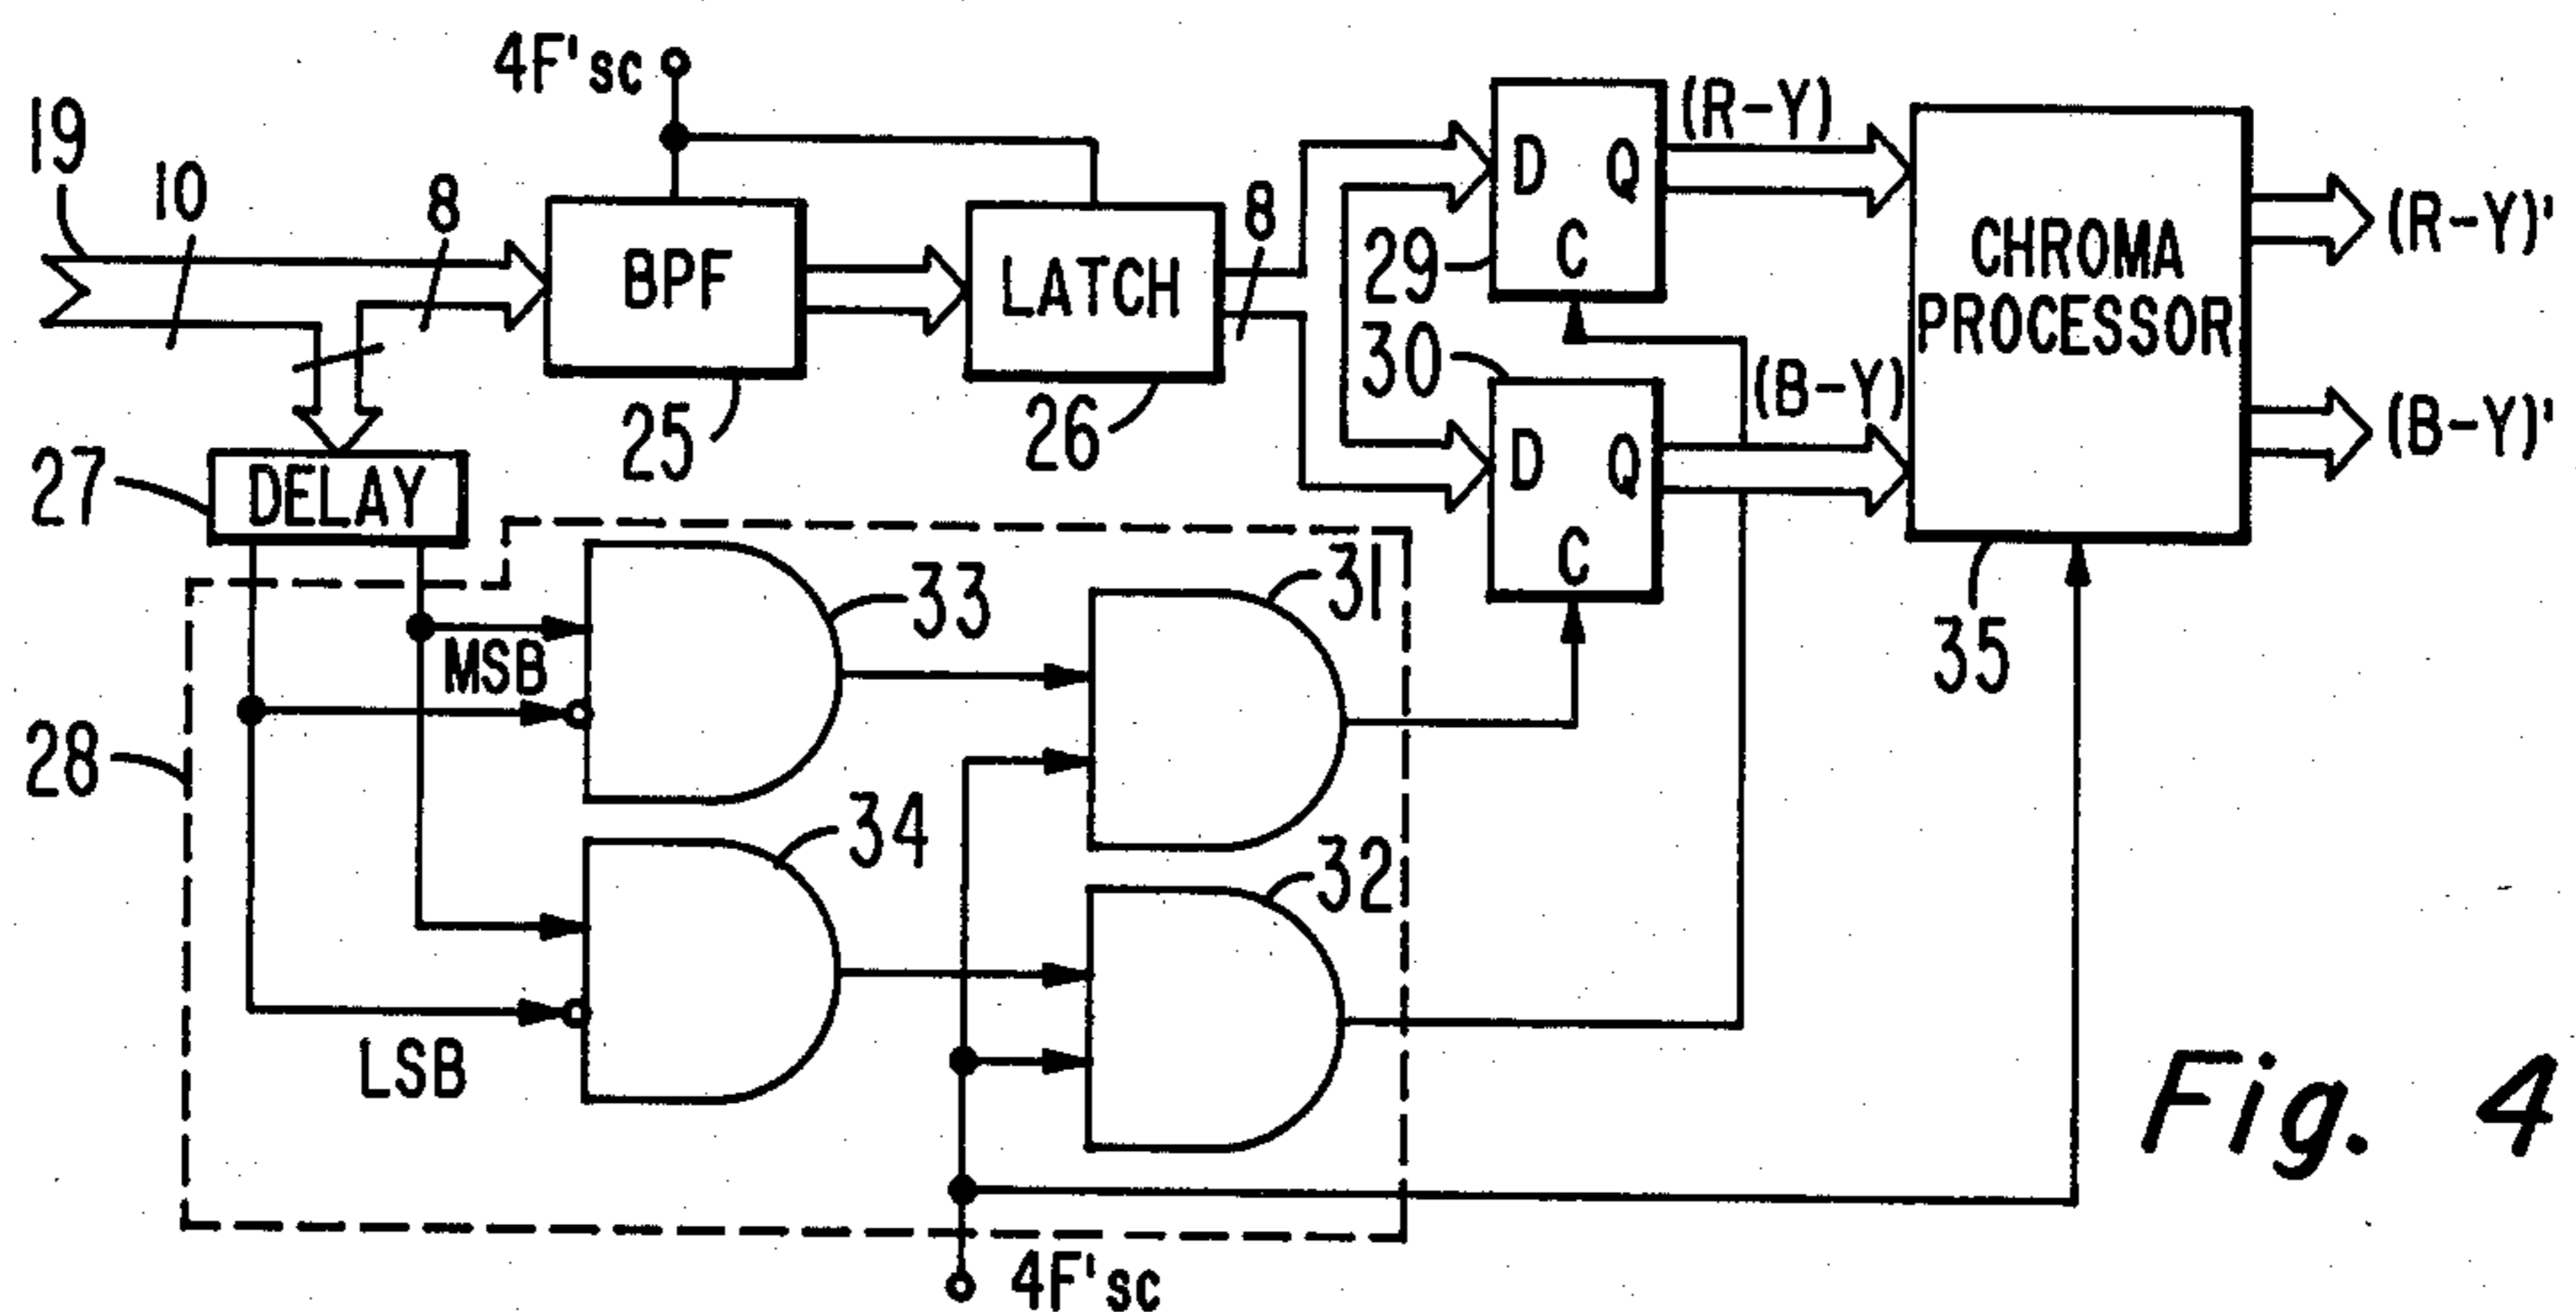 4F'sc
19
10
8
BPF
25
LATCH
26
8
D Q
C
29
(R-Y)
30
D Q
C
(B-Y)
CHROMA
PROCESSOR
35
(R-Y)'
(B-Y)'
27
DELAY
28
MSB
33
31
34
32
LSB
4F'sc
Fig. 4